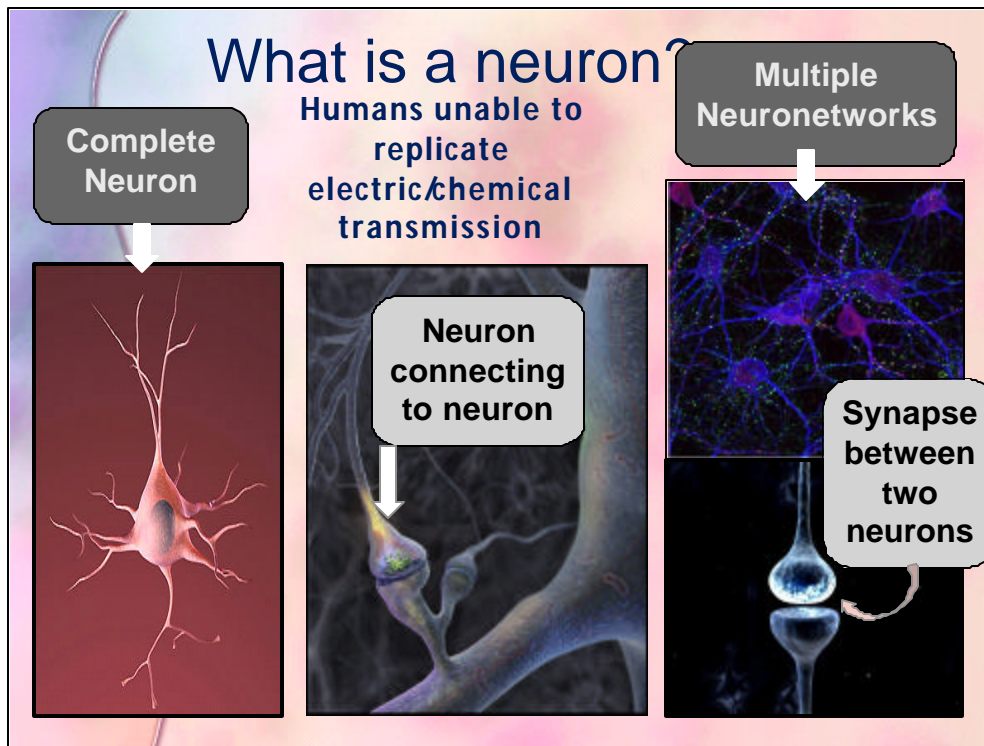 What is a neuron?
Humans unable to
replicate
electric/chemical
transmission
Complete
Neuron
Multiple
Neuronetworks
Neuron
connecting
to neuron
Synapse
between
two
neurons